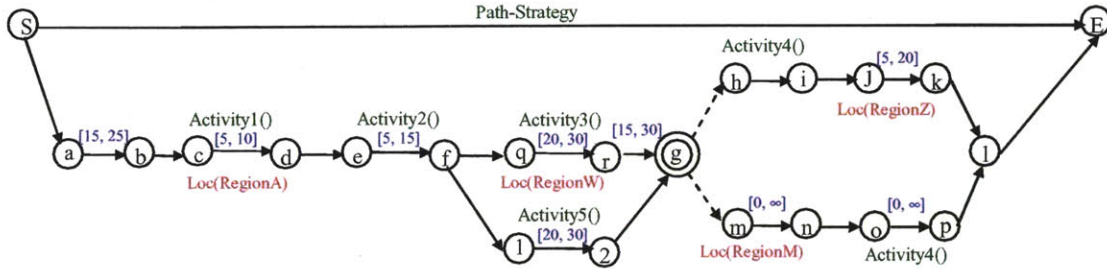 Path-Strategy
S
E
Activity4()
[5, 20]
h
i
J
k
Loc(RegionZ)
Activity1()
Activity2()
Activity3()
[15, 25]
[5, 10]
[5, 15]
[20, 30]
[15, 30]
a
b
c
d
e
f
q
r
g
l
Loc(RegionA)
Loc(RegionW)
Activity5()
[20, 30]
1
2
[0, ∞]
[0, ∞]
m
n
o
p
Loc(RegionM)
Activity4()